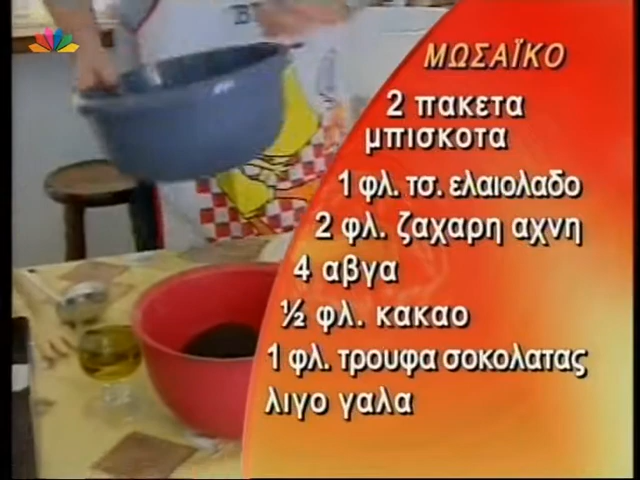 ΜΩΣΑΪΚΟ
2 πακετα
μπισκοτα
1 φλ. τσ. ελαιολαδο
2 φλ. ζαχαρη αχνη
4 αβγα
½ φλ. κακαο
1 φλ. τρουφα σοκολατας
λιγο γαλα